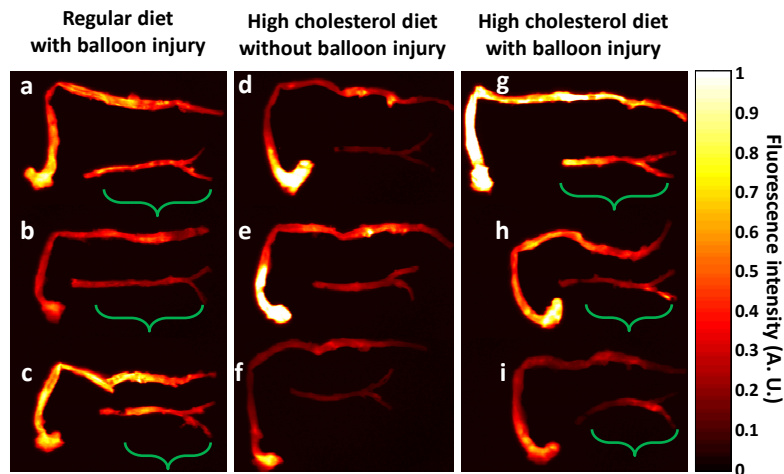 Regular diet
with balloon injury
High cholesterol diet
without balloon injury
High cholesterol diet
with balloon injury
a
d
g
b
e
h
c
f
i
1
0.9
0.8
0.7
0.6
0.5
0.4
0.3
0.2
0.1
0
Fluorescence intensity (A. U.)